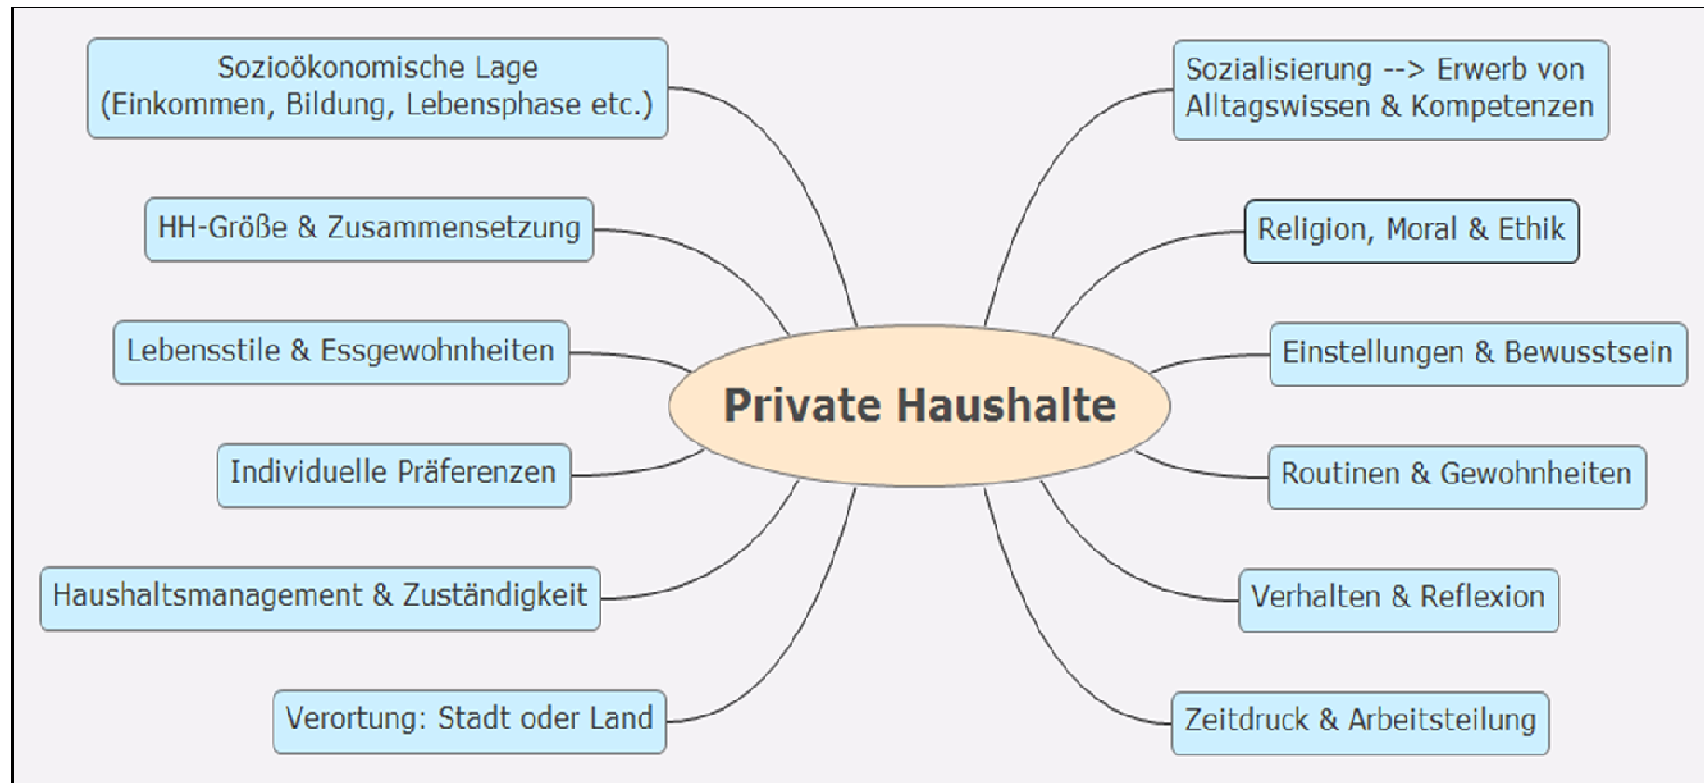 Sozioökonomische Lage
(Einkommen, Bildung, Lebensphase etc.)
HH-Größe & Zusammensetzung
Lebensstile & Essgewohnheiten
Individuelle Präferenzen
Haushaltsmanagement & Zuständigkeit
Verortung: Stadt oder Land
Private Haushalte
Sozialisierung --> Erwerb von
Alltagswissen & Kompetenzen
Religion, Moral & Ethik
Einstellungen & Bewusstsein
Routinen & Gewohnheiten
Verhalten & Reflexion
Zeitdruck & Arbeitsteilung